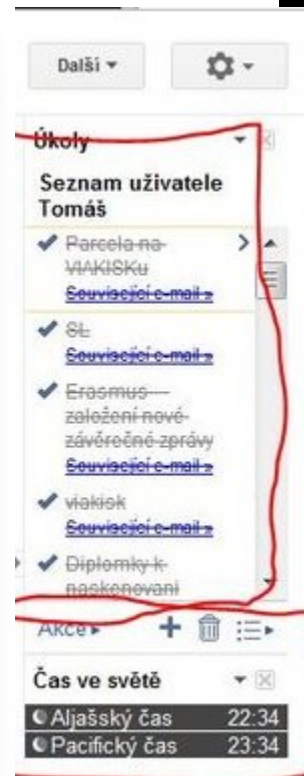 Další
Úkoly
Seznam uživatele
Tomáš
Parcela na
VIAKISKu
Související e-mail »
SL
Související e-mail »
Erasmus —
založení nové
závěrečné zprávy
Související e-mail »
viakisk
Související e-mail »
Diplomky k
naskenovani
Akce
Čas ve světě
Aljašský čas 22:34
Pacifický čas 23:34